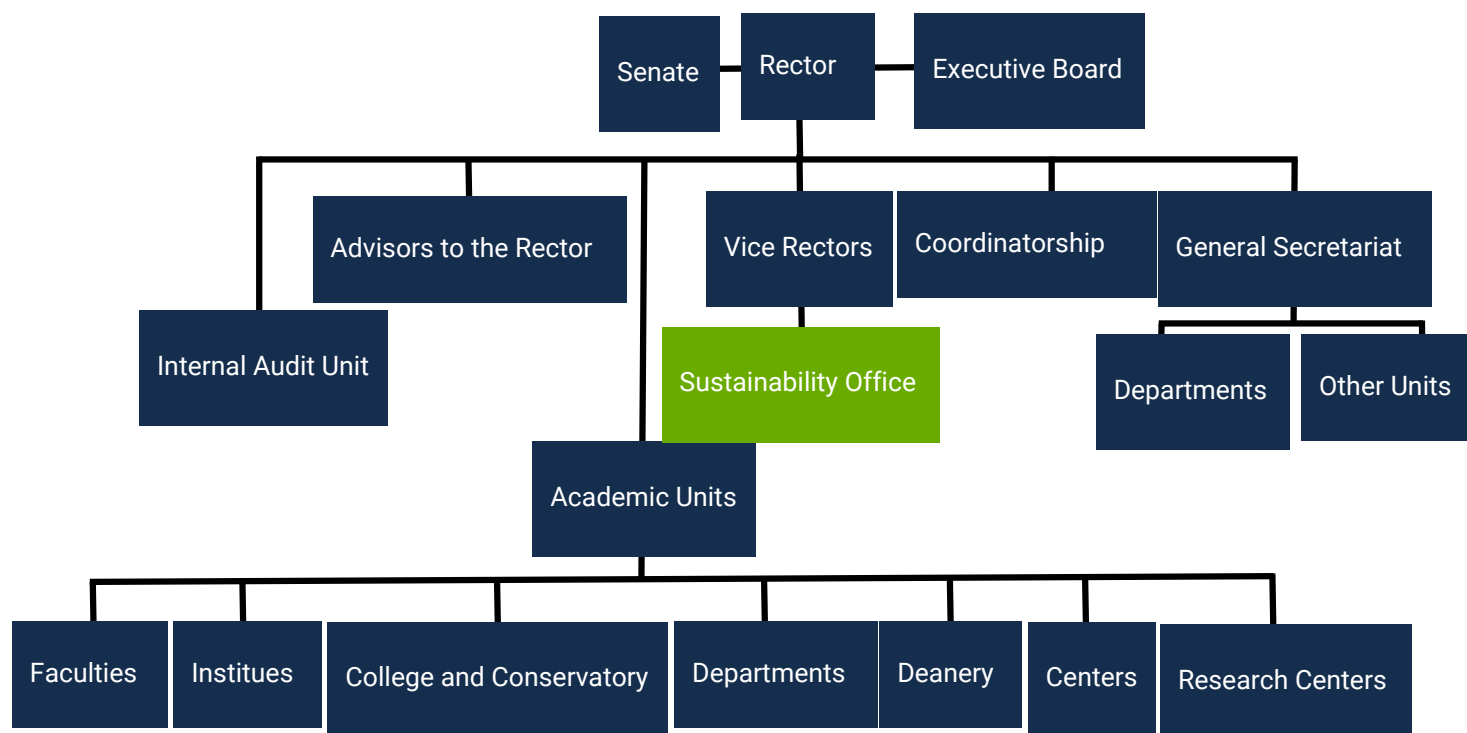 Senate
Rector
Executive Board
Advisors to the Rector
Vice Rectors
Coordinatorship
General Secretariat
Internal Audit Unit
Sustainability Office
Departments
Other Units
Academic Units
Faculties
Institues
College and Conservatory
Departments
Deanery
Centers
Research Centers